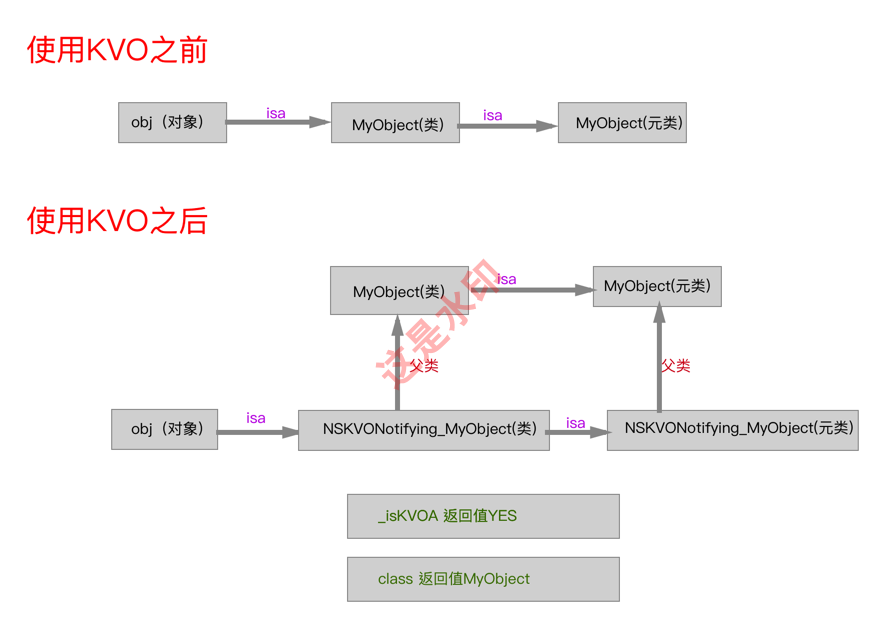 使用KVO之前
isa
isa
obj（对象）
MyObject(类)
MyObject(元类)
使用KVO之后
isa
MyObject(类)
MyObject(元类)
这是水印
父类
父类
isa
isa
obj（对象）
NSKVONotifying_MyObject(类)
NSKVONotifying_MyObject(元类)
_isKVOA 返回值YES
class 返回值MyObject